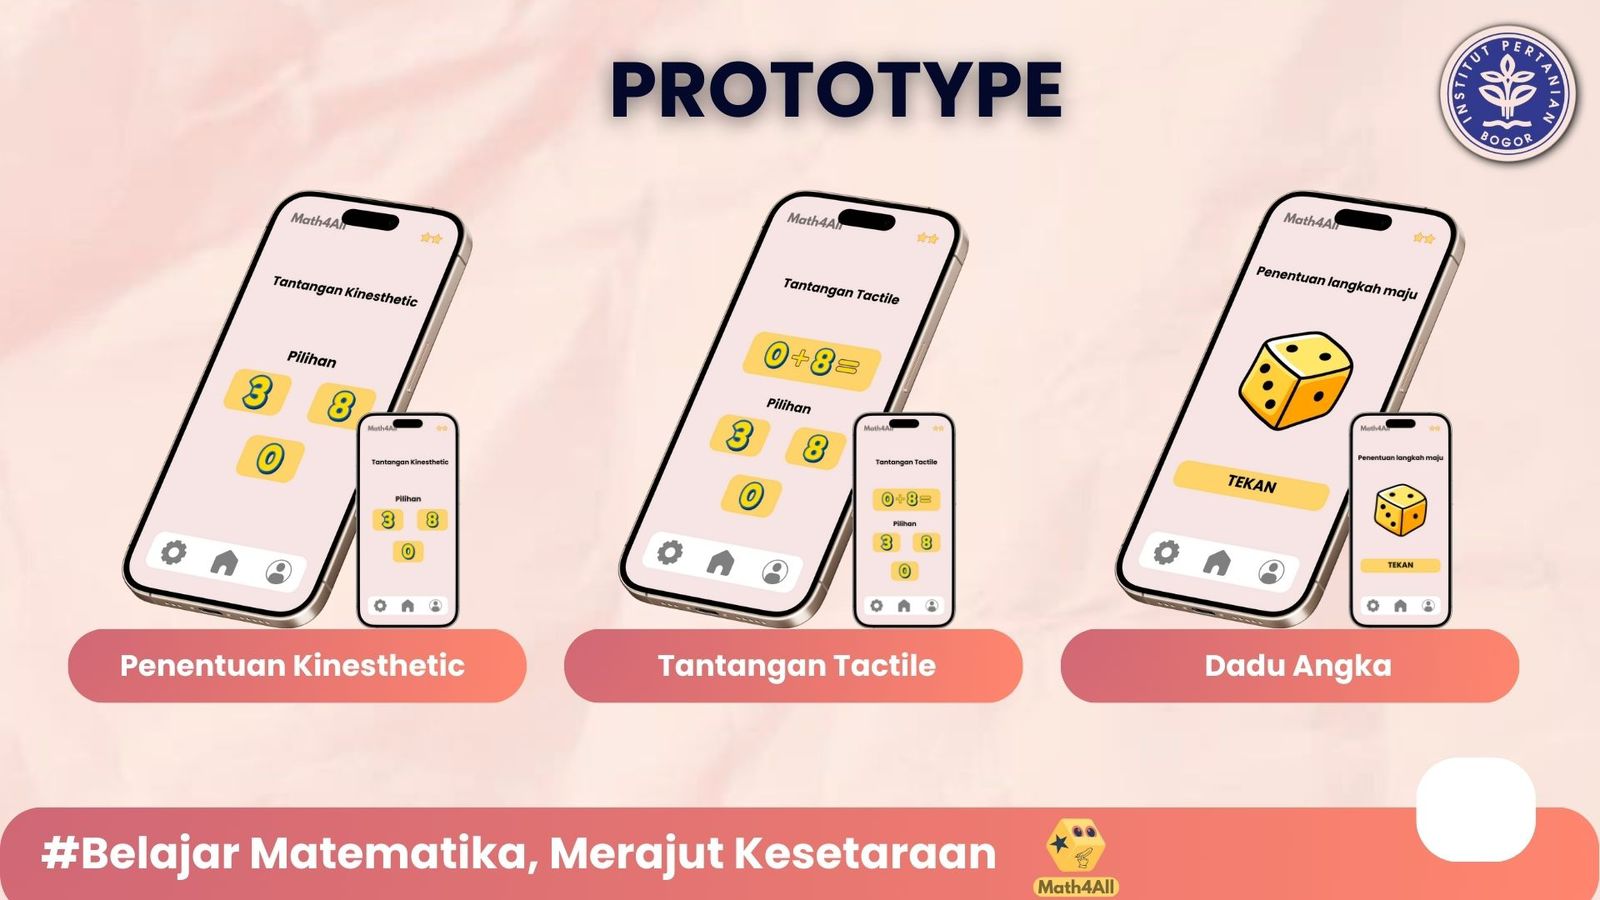 PROTOTYPE
INSTITUT PERTANIAN
BOGOR
Math4All
Tantangan Kinesthetic
Pilihan
3 8
0
Math4All
Tantangan Kinesthetic
Pilihan
3 8
0
Penentuan Kinesthetic
Math4All
Tantangan Tactile
0+8=
Pilihan
3 8
0
Math4All
Tantangan Tactile
0+8=
Pilihan
3 8
0
Tantangan Tactile
Math4All
Penentuan langkah maju
TEKAN
Math4All
Penentuan langkah maju
TEKAN
Dadu Angka
#Belajar Matematika, Merajut Kesetaraan
Math4All